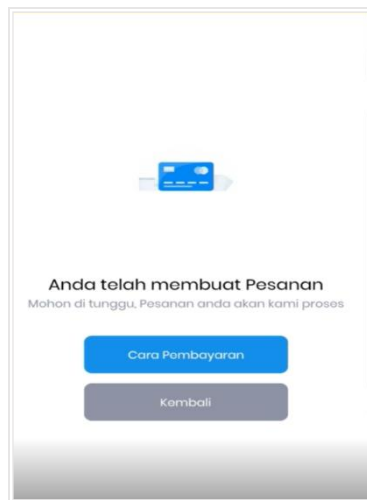 Anda telah membuat Pesanan
Mohon di tunggu, Pesanan anda akan kami proses
Cara Pembayaran
Kembali